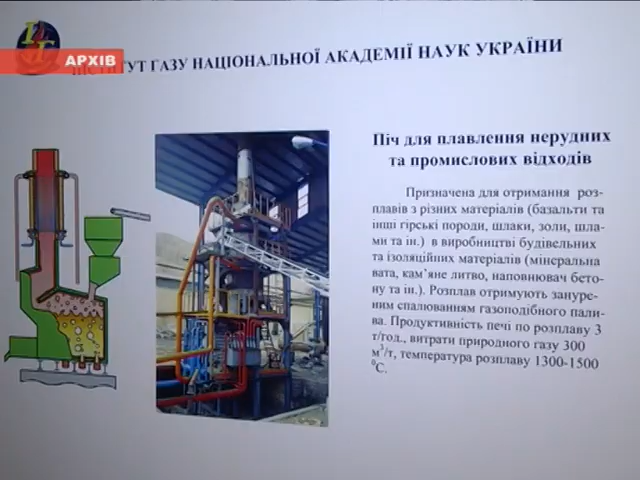 АРХІВ
ТУТ ГАЗУ НАЦІОНАЛЬНОЇ АКАДЕМІЇ НАУК УКРАЇНИ
Піч для плавлення нерудних
та промислових відходів
Призначена для отримання роз-
плавів з різних матеріалів (базальти та
інші гірські породи, шлаки, золи, шла-
ми та ін.) в виробництві будівельних
та ізоляційних матеріалів (мінеральна
вата, кам'яне литво, наповнювач бето-
ну та ін.). Розплав отримують занурe-
ним спалюванням газоподібного пали-
ва. Продуктивність печі по розплаву 3
т/год., витрати природного газу 300
м³/т, температура розплаву 1300-1500
⁰С.